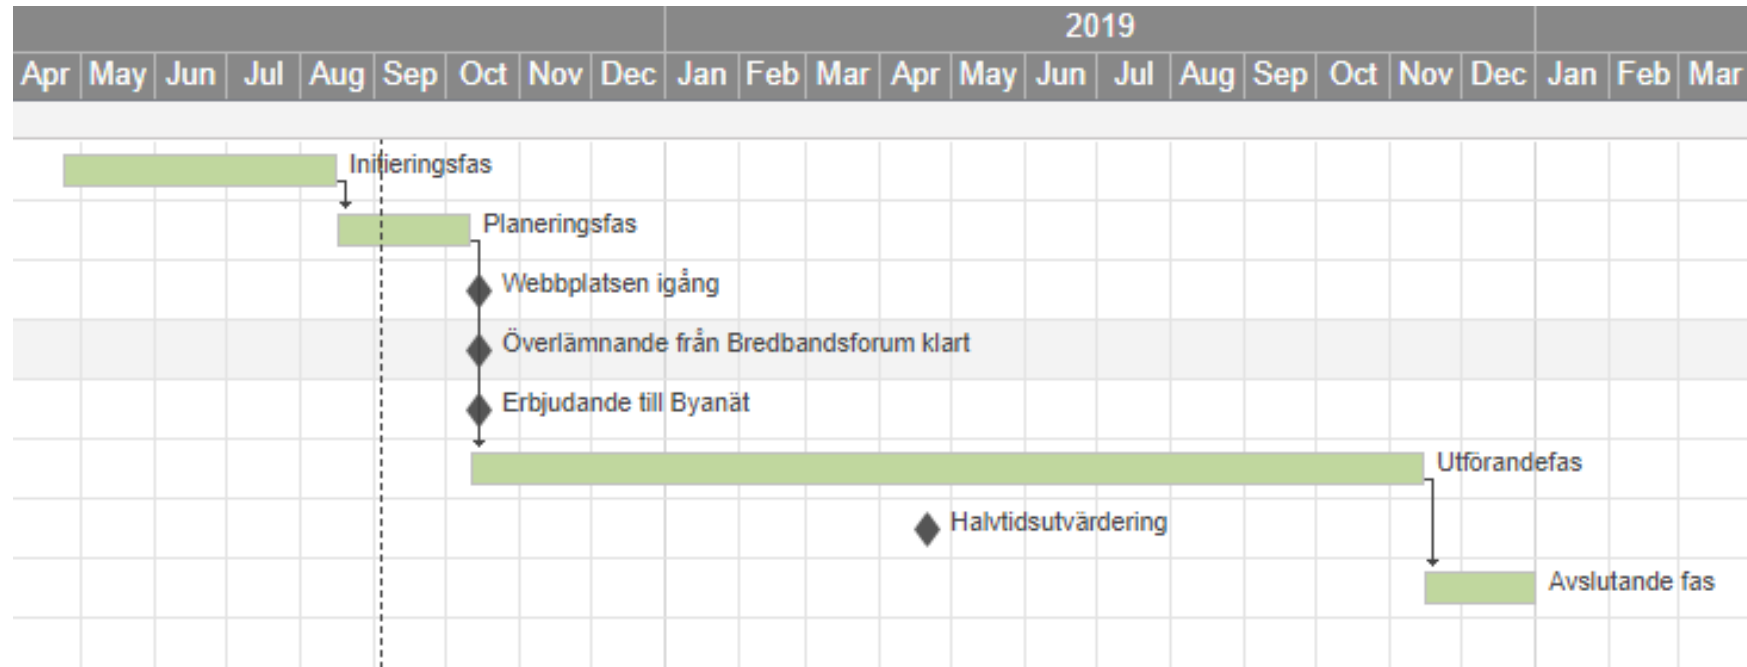 2019
Apr May Jun Jul Aug Sep Oct Nov Dec Jan Feb Mar Apr May Jun Jul Aug Sep Oct Nov Dec Jan Feb Mar
Initieringsfas
Planeringsfas
Webbplatsen igång
Överlämnande från Bredbandsforum klart
Erbjudande till Byanät
Utförandefas
Halvtidsutvärdering
Avslutande fas